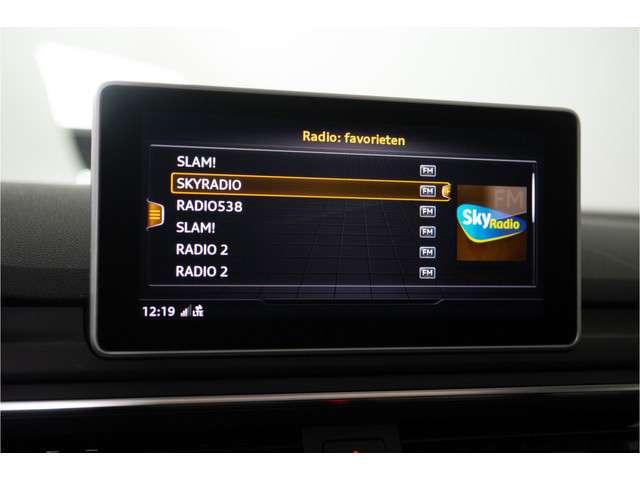 Radio: favorieten
SLAM!
FM
SKYRADIO
FM
RADIO538
FM
SLAM!
FM
RADIO 2
FM
RADIO 2
FM
FM
Sky
Radio
12:19
LTE